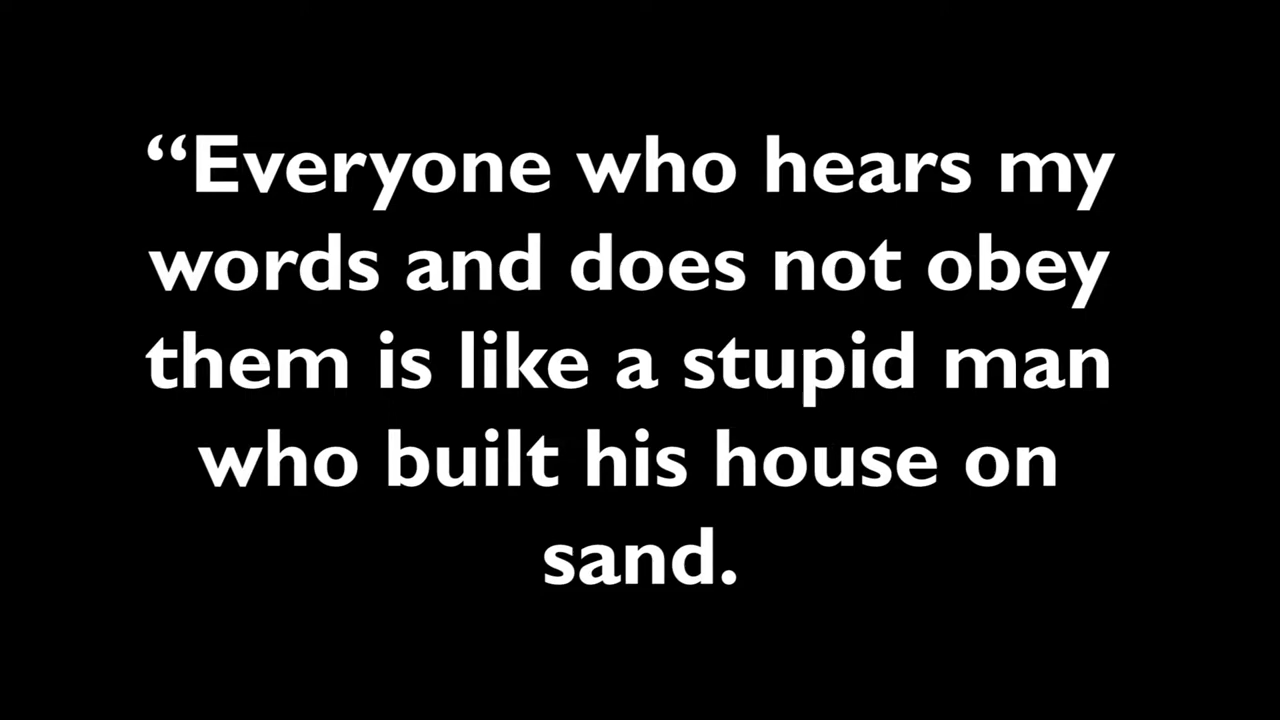 “Everyone who hears my
words and does not obey
them is like a stupid man
who built his house on
sand.